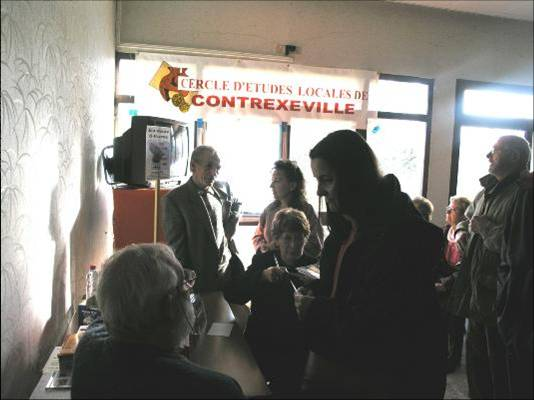 CERCLE D'ETUDES LOCALES DE
CONTREXEVILLE